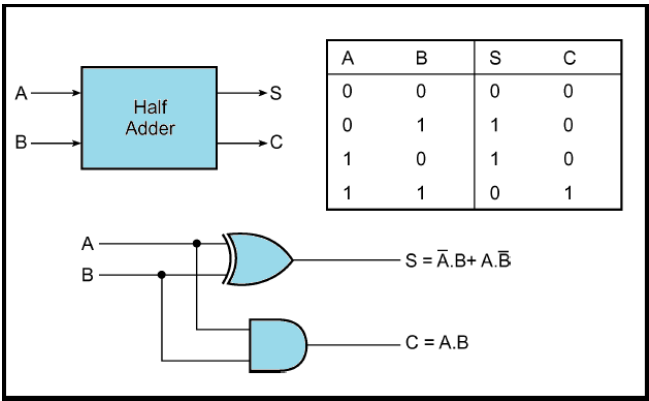 A
B
Half
Adder
S
C
A B S C
0 0 0 0
0 1 1 0
1 0 1 0
1 1 0 1
A
B
S = A̅.B+ A.B̅
C = A.B